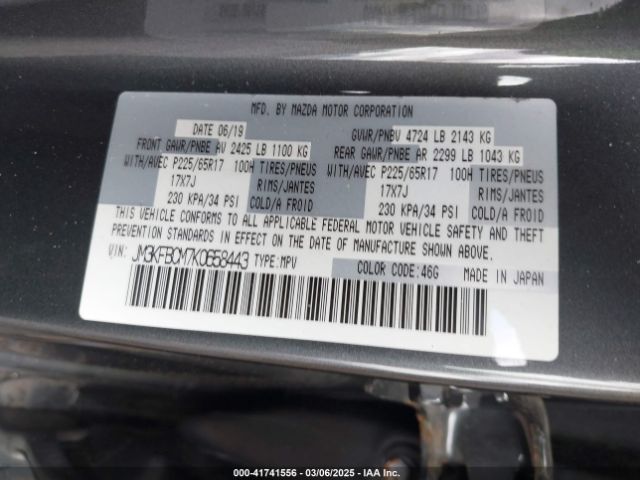 MFD. BY MAZDA MOTOR CORPORATION
DATE 06/19 GVWR/PNBV 4724 LB 2143 KG
FRONT GAWR/PNBE AV 2425 LB 1100 KG REAR GAWR/PNBE AR 2299 LB 1043 KG
WITH/AVEC P225/65R17 100H TIRES/PNEUS WITH/AVEC P225/65R17 100H TIRES/PNEUS
17X7J RIMS/JANTES 17X7J RIMS/JANTES
230 KPA/34 PSI COLD/A FROID 230 KPA/34 PSI COLD/A FROID
THIS VEHICLE CONFORMS TO ALL APPLICABLE FEDERAL MOTOR VEHICLE SAFETY AND THEFT
PREVENTION STANDARDS IN EFFECT ON THE DATE OF MANUFACTURE SHOWN ABOVE.
VIN: JM3KFBCM7K0658443 TYPE:MPV COLOR CODE:46G MADE IN JAPAN
000-41741556 — 03/06/2025 — IAA Inc.